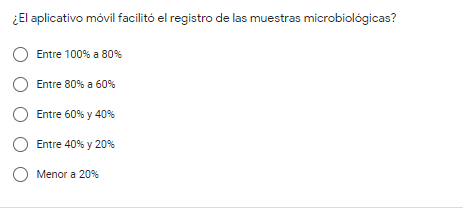 ¿El aplicativo móvil facilitó el registro de las muestras microbiológicas?
Entre 100% a 80%
Entre 80% a 60%
Entre 60% y 40%
Entre 40% y 20%
Menor a 20%